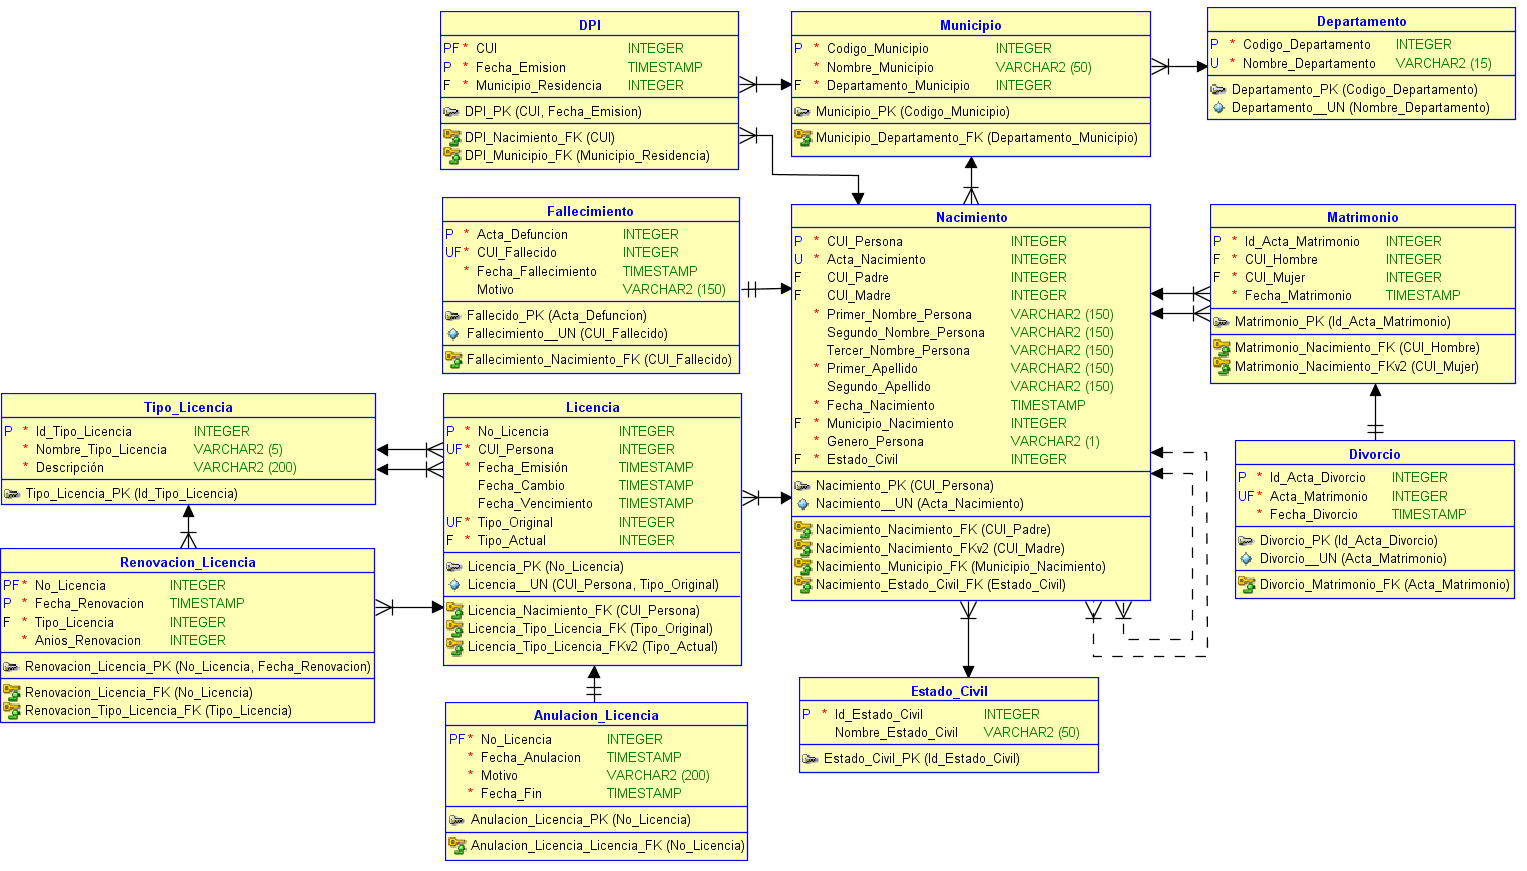 DPI
PF * CUI INTEGER
P * Fecha_Emision TIMESTAMP
F * Municipio_Residencia INTEGER
DPI_PK (CUI, Fecha_Emision)
DPI_Nacimiento_FK (CUI)
DPI_Municipio_FK (Municipio_Residencia)
Municipio
P * Codigo_Municipio INTEGER
* Nombre_Municipio VARCHAR2 (50)
F * Departamento_Municipio INTEGER
Municipio_PK (Codigo_Municipio)
Municipio_Departamento_FK (Departamento_Municipio)
Departamento
P * Codigo_Departamento INTEGER
U * Nombre_Departamento VARCHAR2 (15)
Departamento_PK (Codigo_Departamento)
Departamento__UN (Nombre_Departamento)
Fallecimiento
P * Acta_Defuncion INTEGER
UF * CUI_Fallecido INTEGER
* Fecha_Fallecimiento TIMESTAMP
Motivo VARCHAR2 (150)
Fallecido_PK (Acta_Defuncion)
Fallecimiento__UN (CUI_Fallecido)
Fallecimiento_Nacimiento_FK (CUI_Fallecido)
Nacimiento
P * CUI_Persona INTEGER
U * Acta_Nacimiento INTEGER
F CUI_Padre INTEGER
F CUI_Madre INTEGER
* Primer_Nombre_Persona VARCHAR2 (150)
Segundo_Nombre_Persona VARCHAR2 (150)
Tercer_Nombre_Persona VARCHAR2 (150)
* Primer_Apellido VARCHAR2 (150)
Segundo_Apellido VARCHAR2 (150)
* Fecha_Nacimiento TIMESTAMP
F * Municipio_Nacimiento INTEGER
* Genero_Persona VARCHAR2 (1)
F * Estado_Civil INTEGER
Nacimiento_PK (CUI_Persona)
Nacimiento__UN (Acta_Nacimiento)
Nacimiento_Nacimiento_FK (CUI_Padre)
Nacimiento_Nacimiento_FKv2 (CUI_Madre)
Nacimiento_Municipio_FK (Municipio_Nacimiento)
Nacimiento_Estado_Civil_FK (Estado_Civil)
Matrimonio
P * Id_Acta_Matrimonio INTEGER
F * CUI_Hombre INTEGER
F * CUI_Mujer INTEGER
* Fecha_Matrimonio TIMESTAMP
Matrimonio_PK (Id_Acta_Matrimonio)
Matrimonio_Nacimiento_FK (CUI_Hombre)
Matrimonio_Nacimiento_FKv2 (CUI_Mujer)
Tipo_Licencia
P * Id_Tipo_Licencia INTEGER
* Nombre_Tipo_Licencia VARCHAR2 (5)
* Descripción VARCHAR2 (200)
Tipo_Licencia_PK (Id_Tipo_Licencia)
Licencia
P * No_Licencia INTEGER
UF * CUI_Persona INTEGER
* Fecha_Emisión TIMESTAMP
Fecha_Cambio TIMESTAMP
Fecha_Vencimiento TIMESTAMP
UF * Tipo_Original INTEGER
F * Tipo_Actual INTEGER
Licencia_PK (No_Licencia)
Licencia__UN (CUI_Persona, Tipo_Original)
Licencia_Nacimiento_FK (CUI_Persona)
Licencia_Tipo_Licencia_FK (Tipo_Original)
Licencia_Tipo_Licencia_FKv2 (Tipo_Actual)
Divorcio
P * Id_Acta_Divorcio INTEGER
UF * Acta_Matrimonio INTEGER
* Fecha_Divorcio TIMESTAMP
Divorcio_PK (Id_Acta_Divorcio)
Divorcio__UN (Acta_Matrimonio)
Divorcio_Matrimonio_FK (Acta_Matrimonio)
Renovacion_Licencia
PF * No_Licencia INTEGER
P * Fecha_Renovacion TIMESTAMP
F * Tipo_Licencia INTEGER
* Anios_Renovacion INTEGER
Renovacion_Licencia_PK (No_Licencia, Fecha_Renovacion)
Renovacion_Licencia_FK (No_Licencia)
Renovacion_Tipo_Licencia_FK (Tipo_Licencia)
Estado_Civil
P * Id_Estado_Civil INTEGER
Nombre_Estado_Civil VARCHAR2 (50)
Estado_Civil_PK (Id_Estado_Civil)
Anulacion_Licencia
PF * No_Licencia INTEGER
* Fecha_Anulacion TIMESTAMP
* Motivo VARCHAR2 (200)
* Fecha_Fin TIMESTAMP
Anulacion_Licencia_PK (No_Licencia)
Anulacion_Licencia_Licencia_FK (No_Licencia)